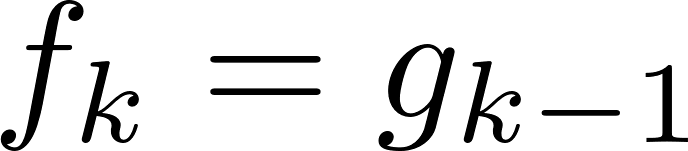 f_k = g_{k-1}